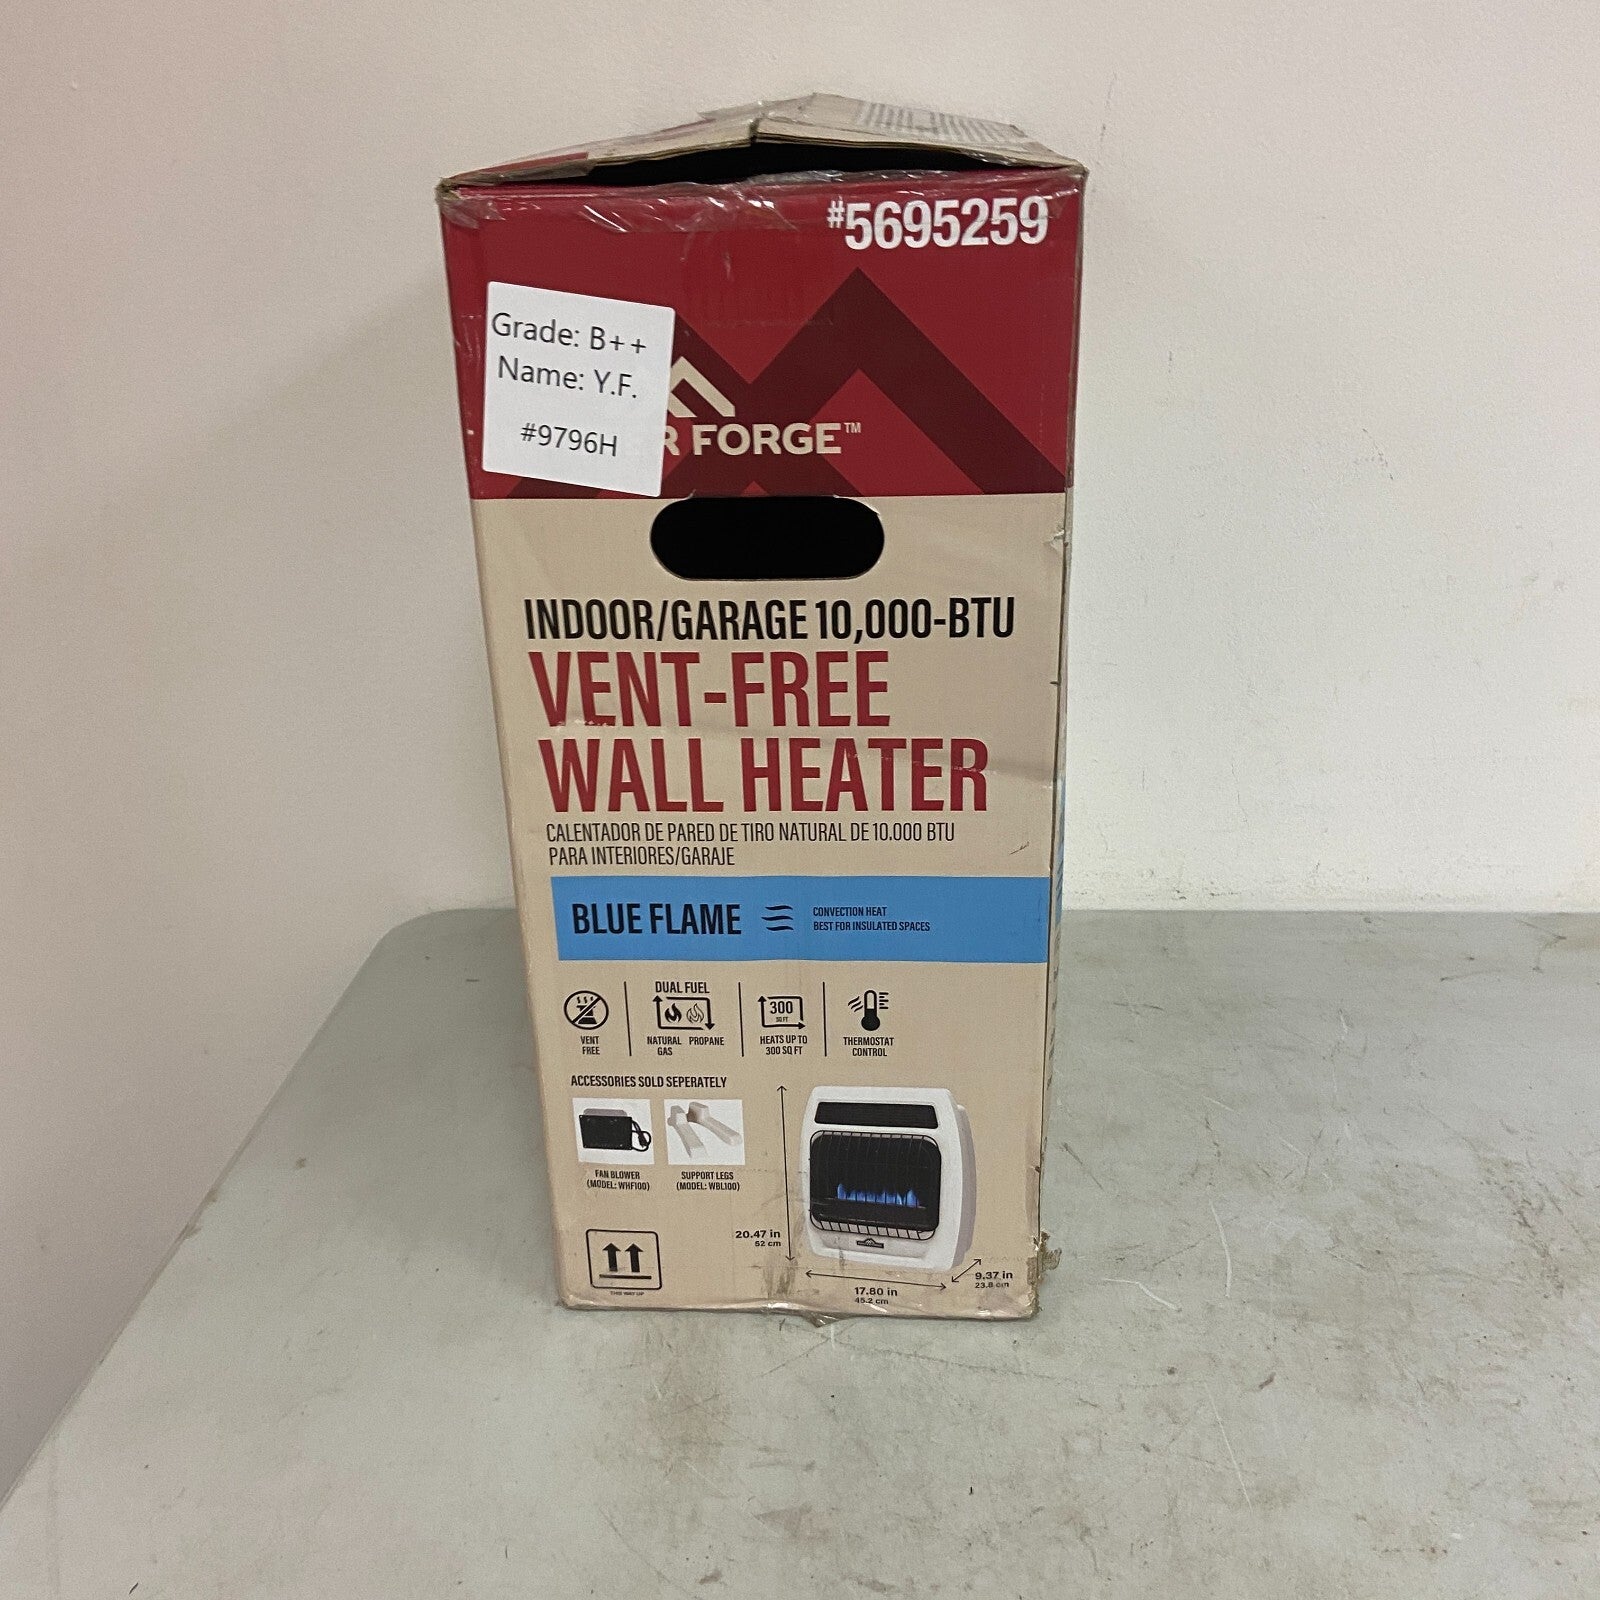 #5695259
Grade: B++
Name: Y.F.
#9796H
R FORGE™
INDOOR/GARAGE 10,000-BTU
VENT-FREE
WALL HEATER
CALENTADOR DE PARED DE TIRO NATURAL DE 10.000 BTU
PARA INTERIORES/GARAJE
BLUE FLAME
CONVECTION HEAT
BEST FOR INSULATED SPACES
VENT
FREE
DUAL FUEL
NATURAL
GAS
PROPANE
300
SQ FT
HEATS UP TO
300 SQ FT
THERMOSTAT
CONTROL
ACCESSORIES SOLD SEPERATELY
FAN BLOWER
(MODEL: WHF100)
SUPPORT LEGS
(MODEL: WBL100)
20.47 in
52 cm
17.80 in
45.2 cm
9.37 in
23.8 cm
THIS WAY UP